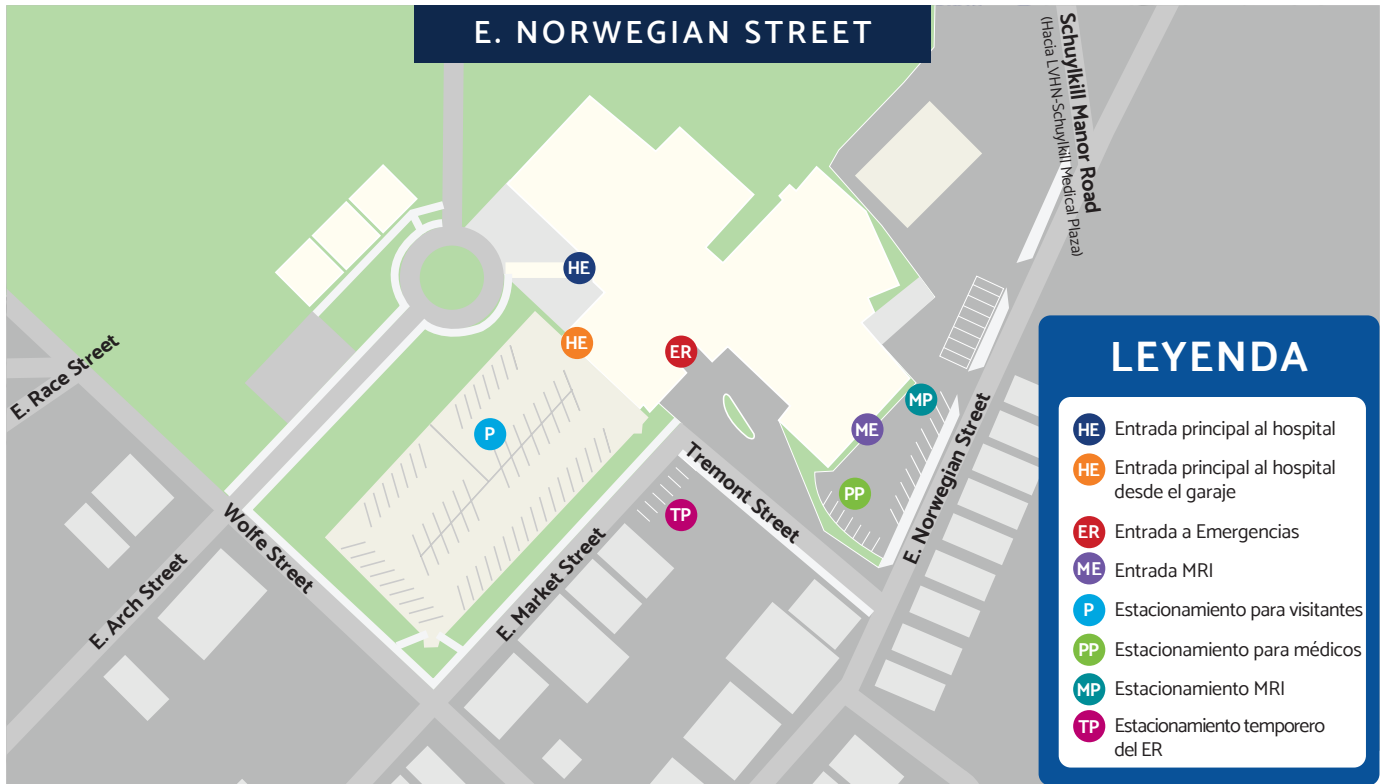 E. NORWEGIAN STREET
Schuylkill Manor Road
(Hacia LVHN-Schuylkill Medical Plaza)
HE
HE
ER
MP
ME
P
PP
TP
E. Race Street
Wolfe Street
E. Arch Street
E. Market Street
Tremont Street
E. Norwegian Street
LEYENDA
HE Entrada principal al hospital
HE Entrada principal al hospital
desde el garaje
ER Entrada a Emergencias
ME Entrada MRI
P Estacionamiento para visitantes
PP Estacionamiento para médicos
MP Estacionamiento MRI
TP Estacionamiento temporero
del ER